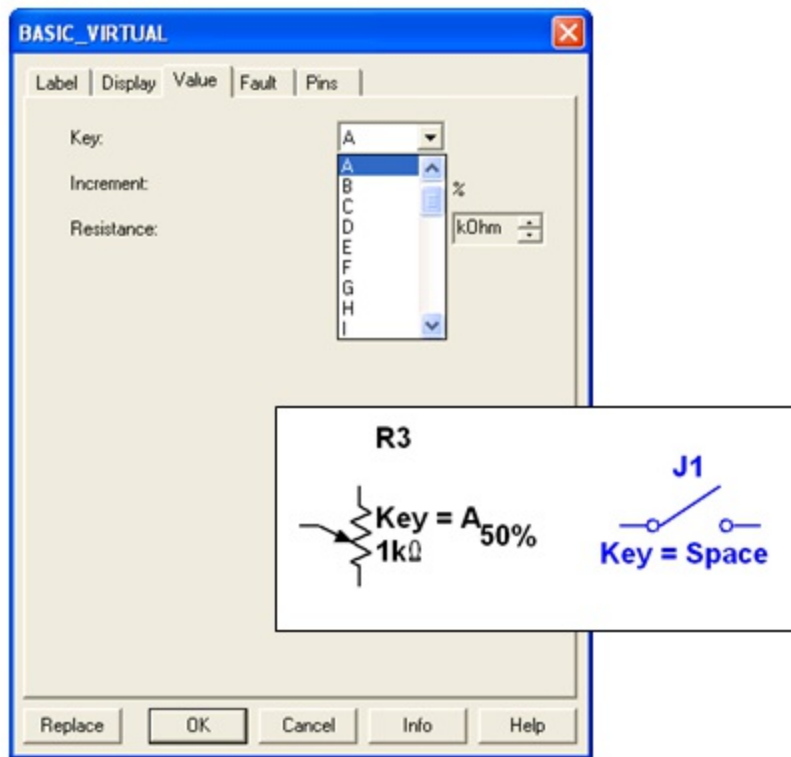 BASIC_VIRTUAL
Label Display Value Fault Pins
Key: A
A
Increment: B %
C
Resistance: D kOhm
E
F
G
H
I
R3
Key = A 50%
1kΩ
J1
Key = Space
Replace OK Cancel Info Help